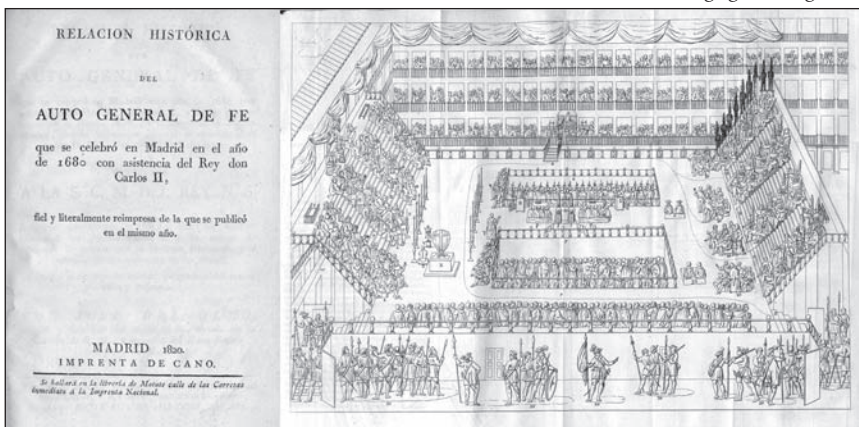 RELACION HISTÓRICA
DEL
AUTO GENERAL DE FE
que se celebró en Madrid en el año
de 1680 con asistencia del Rey don
Carlos II,
fiel y literalmente reimpresa de la que se publicó
en el mismo año.
MADRID 1820.
IMPRENTA DE CANO.
Se hallará en la librería de Matute calle de las Carretas
inmediato á la Imprenta Nacional.